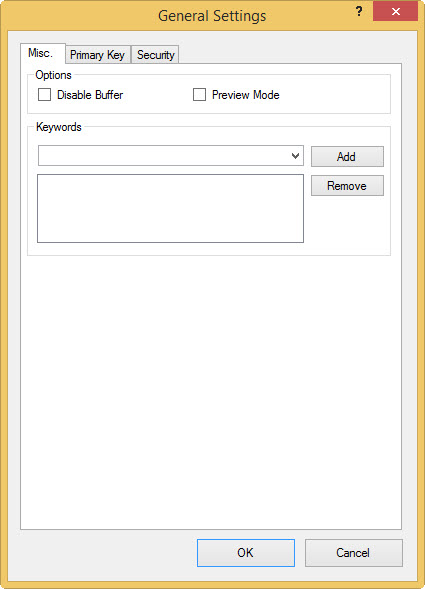 General Settings
?
Misc. Primary Key Security
Options
Disable Buffer Preview Mode
Keywords
Add
Remove
OK Cancel